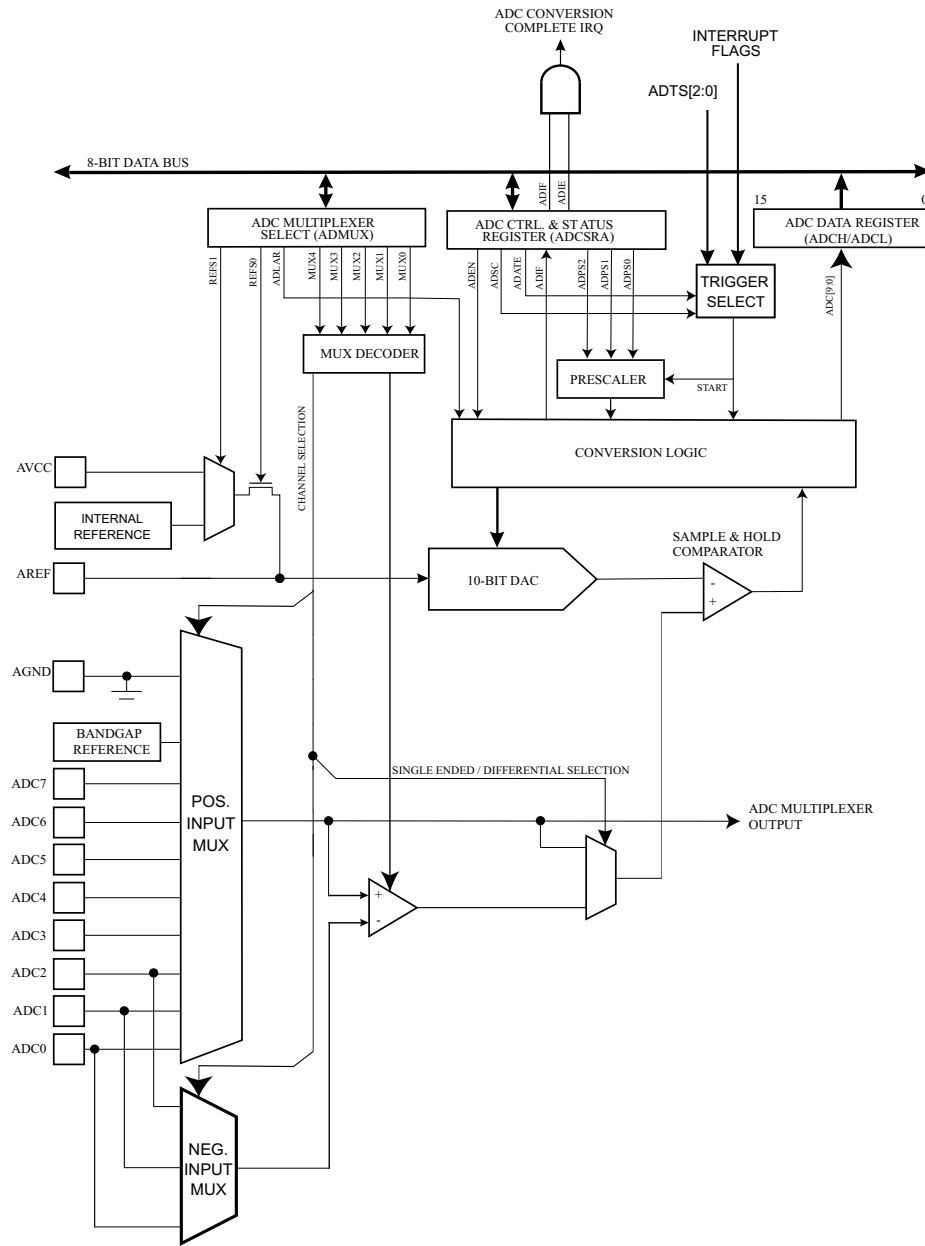 ADC CONVERSION
COMPLETE IRQ
INTERRUPT
FLAGS
ADTS[2:0]
8-BIT DATA BUS
ADIF
ADIE
15
0
ADC MULTIPLEXER
SELECT (ADMUX)
ADC CTRL. & STATUS
REGISTER (ADCSRA)
ADC DATA REGISTER
(ADCH/ADCL)
REFS1
REFS0
ADLAR
MUX4
MUX3
MUX2
MUX1
MUX0
ADEN
ADSC
ADATE
ADIF
ADPS2
ADPS1
ADPS0
TRIGGER
SELECT
ADC[9:0]
MUX DECODER
PRESCALER
START
CHANNEL SELECTION
CONVERSION LOGIC
AVCC
INTERNAL
REFERENCE
AREF
SAMPLE & HOLD
COMPARATOR
10-BIT DAC
-
+
AGND
BANDGAP
REFERENCE
SINGLE ENDED / DIFFERENTIAL SELECTION
ADC7
ADC6
ADC5
ADC4
ADC3
ADC2
ADC1
ADC0
POS.
INPUT
MUX
ADC MULTIPLEXER
OUTPUT
+
-
NEG.
INPUT
MUX